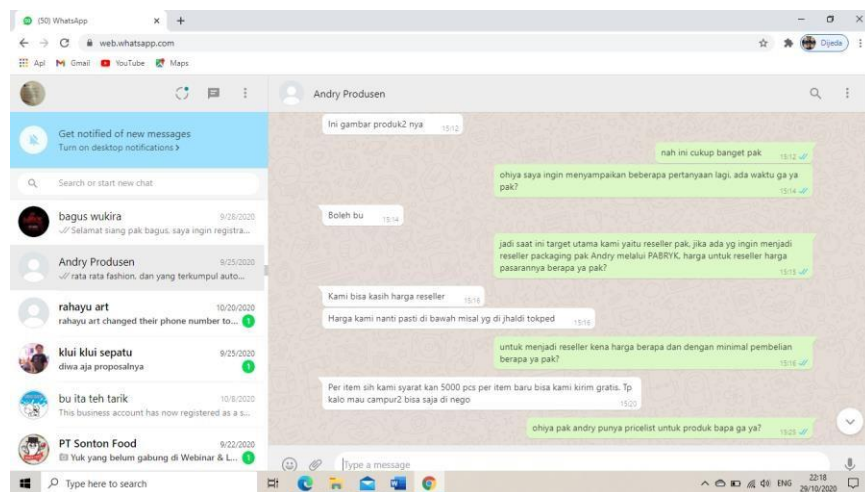 (50) WhatsApp
web.whatsapp.com
Dijeda
Apl
Gmail
YouTube
Maps
Get notified of new messages
Turn on desktop notifications >
Search or start new chat
bagus wukira
9/28/2020
Selamat siang pak bagus, saya ingin registra...
Andry Produsen
9/25/2020
rata rata fashion, dan yang terkumpul auto...
rahayu art
10/20/2020
rahayu art changed their phone number to...
1
klui klui sepatu
9/25/2020
diwa aja proposalnya
1
bu ita teh tarik
10/8/2020
This business account has now registered as a s...
PT Sonton Food
9/22/2020
Yuk yang belum gabung di Webinar & L...
1
Andry Produsen
Ini gambar produk2 nya
15:12
nah ini cukup banget pak
15:12
ohiya saya ingin menyampaikan beberapa pertanyaan lagi, ada waktu ga ya
pak?
15:14
Boleh bu
15:14
jadi saat ini target utama kami yaitu reseller pak, jika ada yg ingin menjadi
reseller packaging pak Andry melalui PABRYK, harga untuk reseller harga
pasarannya berapa ya pak?
15:15
Kami bisa kasih harga reseller
15:16
Harga kami nanti pasti di bawah misal yg di jhaldi tokped
15:16
untuk menjadi reseller kena harga berapa dan dengan minimal pembelian
berapa ya pak?
15:16
Per item sih kami syarat kan 5000 pcs per item baru bisa kami kirim gratis. Tp
kalo mau campur2 bisa saja di nego
15:20
ohiya pak andry punya pricelist untuk produk bapa ga ya?
15:25
Type a message
Type here to search
ENG
22:18
29/10/2020